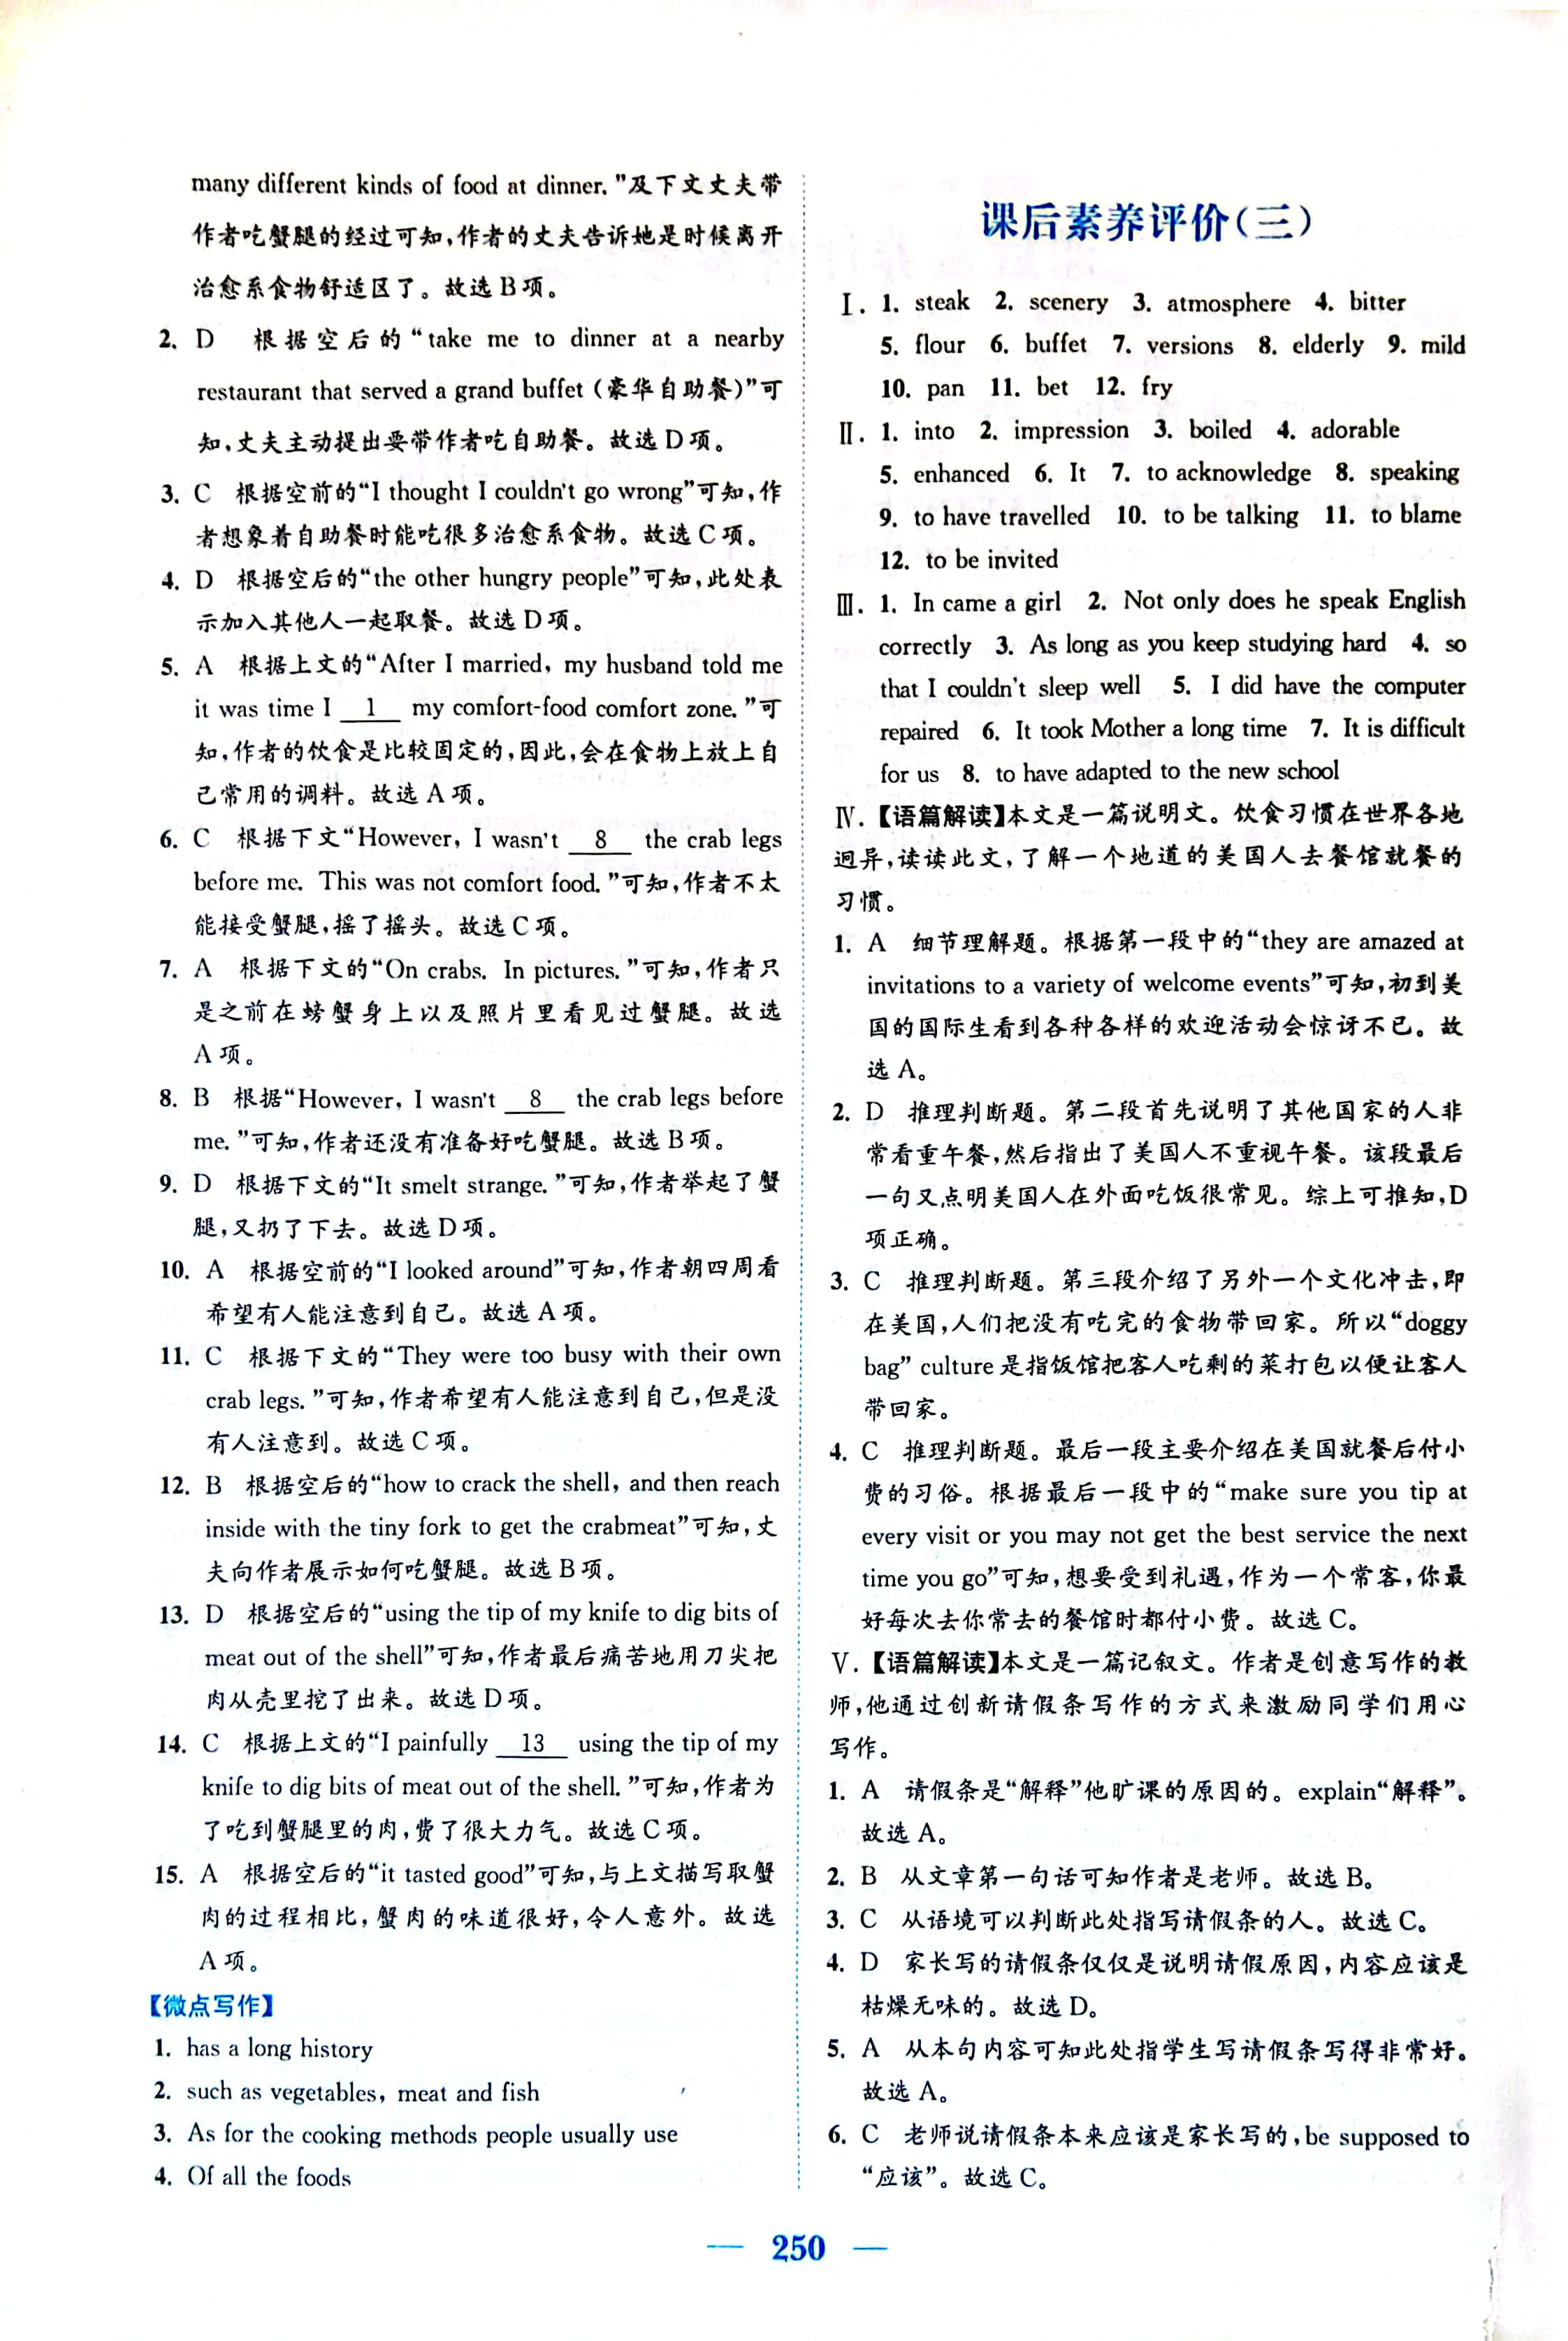 many different kinds of food at dinner.”及下文丈夫带
作者吃蟹腿的经过可知,作者的丈夫告诉她是时候离开
治愈系食物舒适区了。故选B项。
2. D 根据空后的“take me to dinner at a nearby
restaurant that served a grand buffet (豪华自助餐)”可
知,丈夫主动提出要带作者吃自助餐。故选D项。
3. C 根据空前的“I thought I couldn't go wrong”可知,作
者想象着自助餐时能吃很多治愈系食物。故选C项。
4. D 根据空后的“the other hungry people”可知,此处表
示加入其他人一起取餐。故选D项。
5. A 根据上文的“After I married, my husband told me
it was time I 1 my comfort-food comfort zone.”可
知,作者的饮食是比较固定的,因此,会在食物上放上自
己常用的调料。故选A项。
6. C 根据下文“However, I wasn't 8 the crab legs
before me. This was not comfort food.”可知,作者不太
能接受蟹腿,摇了摇头。故选C项。
7. A 根据下文的“On crabs. In pictures.”可知,作者只
是之前在螃蟹身上以及照片里看见过蟹腿。故选
A项。
8. B 根据“However, I wasn't 8 the crab legs before
me.”可知,作者还没有准备好吃蟹腿。故选B项。
9. D 根据下文的“It smelt strange.”可知,作者举起了蟹
腿,又扔了下去。故选D项。
10. A 根据空前的“I looked around”可知,作者朝四周看
希望有人能注意到自己。故选A项。
11. C 根据下文的“They were too busy with their own
crab legs.”可知,作者希望有人能注意到自己,但是没
有人注意到。故选C项。
12. B 根据空后的“how to crack the shell, and then reach
inside with the tiny fork to get the crabmeat”可知,丈
夫向作者展示如何吃蟹腿。故选B项。
13. D 根据空后的“using the tip of my knife to dig bits of
meat out of the shell”可知,作者最后痛苦地用刀尖把
肉从壳里挖了出来。故选D项。
14. C 根据上文的“I painfully 13 using the tip of my
knife to dig bits of meat out of the shell.”可知,作者为
了吃到蟹腿里的肉,费了很大力气。故选C项。
15. A 根据空后的“it tasted good”可知,与上文描写取蟹
肉的过程相比,蟹肉的味道很好,令人意外。故选
A项。
【微点写作】
1. has a long history
2. such as vegetables, meat and fish
3. As for the cooking methods people usually use
4. Of all the foods
课后素养评价(三)
Ⅰ. 1. steak 2. scenery 3. atmosphere 4. bitter
5. flour 6. buffet 7. versions 8. elderly 9. mild
10. pan 11. bet 12. fry
Ⅱ. 1. into 2. impression 3. boiled 4. adorable
5. enhanced 6. It 7. to acknowledge 8. speaking
9. to have travelled 10. to be talking 11. to blame
12. to be invited
Ⅲ. 1. In came a girl 2. Not only does he speak English
correctly 3. As long as you keep studying hard 4. so
that I couldn't sleep well 5. I did have the computer
repaired 6. It took Mother a long time 7. It is difficult
for us 8. to have adapted to the new school
Ⅳ.【语篇解读】本文是一篇说明文。饮食习惯在世界各地
迥异,读读此文,了解一个地道的美国人去餐馆就餐的
习惯。
1. A 细节理解题。根据第一段中的“they are amazed at
invitations to a variety of welcome events”可知,初到美
国的国际生看到各种各样的欢迎活动会惊讶不已。故
选A。
2. D 推理判断题。第二段首先说明了其他国家的人非
常看重午餐,然后指出了美国人不重视午餐。该段最后
一句又点明美国人在外面吃饭很常见。综上可推知,D
项正确。
3. C 推理判断题。第三段介绍了另外一个文化冲击,即
在美国,人们把没有吃完的食物带回家。所以“doggy
bag” culture是指饭馆把客人吃剩的菜打包以便让客人
带回家。
4. C 推理判断题。最后一段主要介绍在美国就餐后付小
费的习俗。根据最后一段中的“make sure you tip at
every visit or you may not get the best service the next
time you go”可知,想要受到礼遇,作为一个常客,你最
好每次去你常去的餐馆时都付小费。故选C。
Ⅴ.【语篇解读】本文是一篇记叙文。作者是创意写作的教
师,他通过创新请假条写作的方式来激励同学们用心
写作。
1. A 请假条是“解释”他旷课的原因的。explain“解释”。
故选A。
2. B 从文章第一句话可知作者是老师。故选B。
3. C 从语境可以判断此处指写请假条的人。故选C。
4. D 家长写的请假条仅仅是说明请假原因,内容应该是
枯燥无味的。故选D。
5. A 从本句内容可知此处指学生写请假条写得非常好。
故选A。
6. C 老师说请假条本来应该是家长写的,be supposed to
“应该”。故选C。
— 250 —